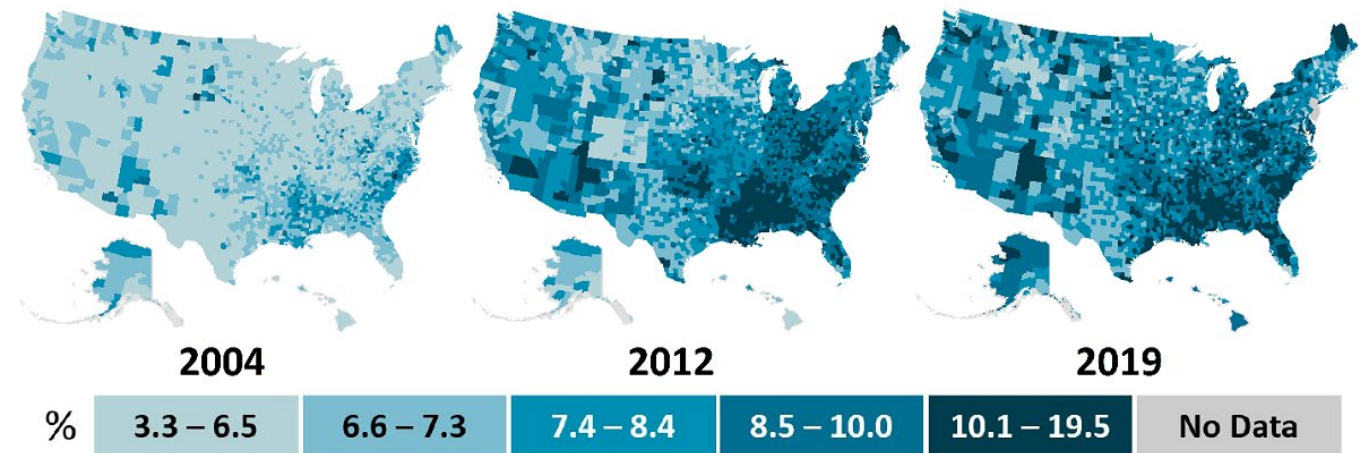 2004 2012 2019
% 3.3 – 6.5 6.6 – 7.3 7.4 – 8.4 8.5 – 10.0 10.1 – 19.5 No Data